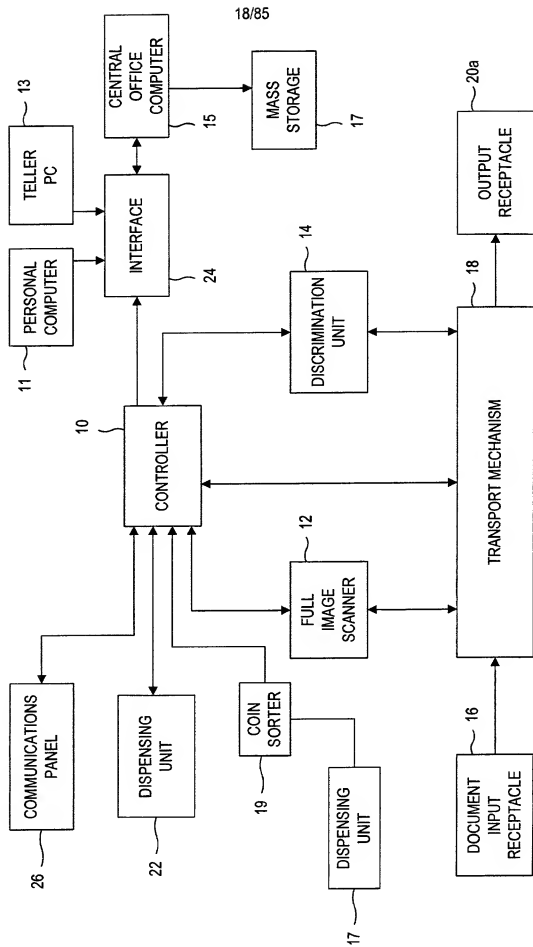 18/85
13
TELLER
PC
PERSONAL
COMPUTER
11
CENTRAL
OFFICE
COMPUTER
15
INTERFACE
24
MASS
STORAGE
17
20a
OUTPUT
RECEPTACLE
10
CONTROLLER
14
DISCRIMINATION
UNIT
18
TRANSPORT MECHANISM
12
FULL
IMAGE
SCANNER
COMMUNICATIONS
PANEL
26
DISPENSING
UNIT
22
COIN
SORTER
19
DISPENSING
UNIT
17
16
DOCUMENT
INPUT
RECEPTACLE